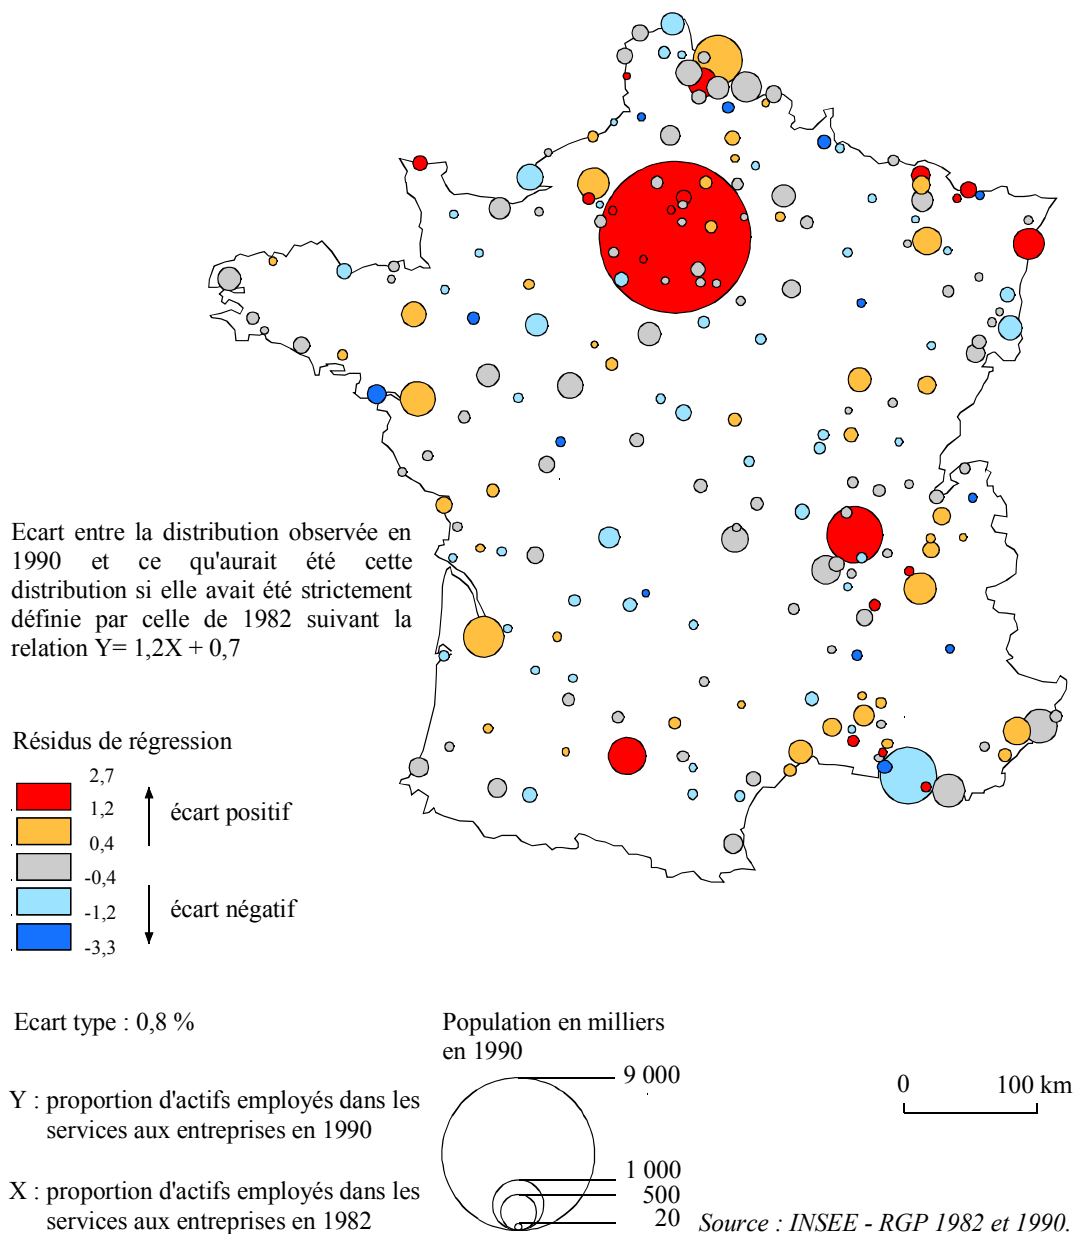 Ecart entre la distribution observée en
1990 et ce qu'aurait été cette
distribution si elle avait été strictement
définie par celle de 1982 suivant la
relation Y= 1,2X + 0,7
Résidus de régression
2,7
1,2
0,4
-0,4
-1,2
-3,3
écart positif
écart négatif
Ecart type : 0,8 %
Y : proportion d'actifs employés dans les
services aux entreprises en 1990
X : proportion d'actifs employés dans les
services aux entreprises en 1982
Population en milliers
en 1990
9 000
1 000
500
20
0 100 km
Source : INSEE - RGP 1982 et 1990.